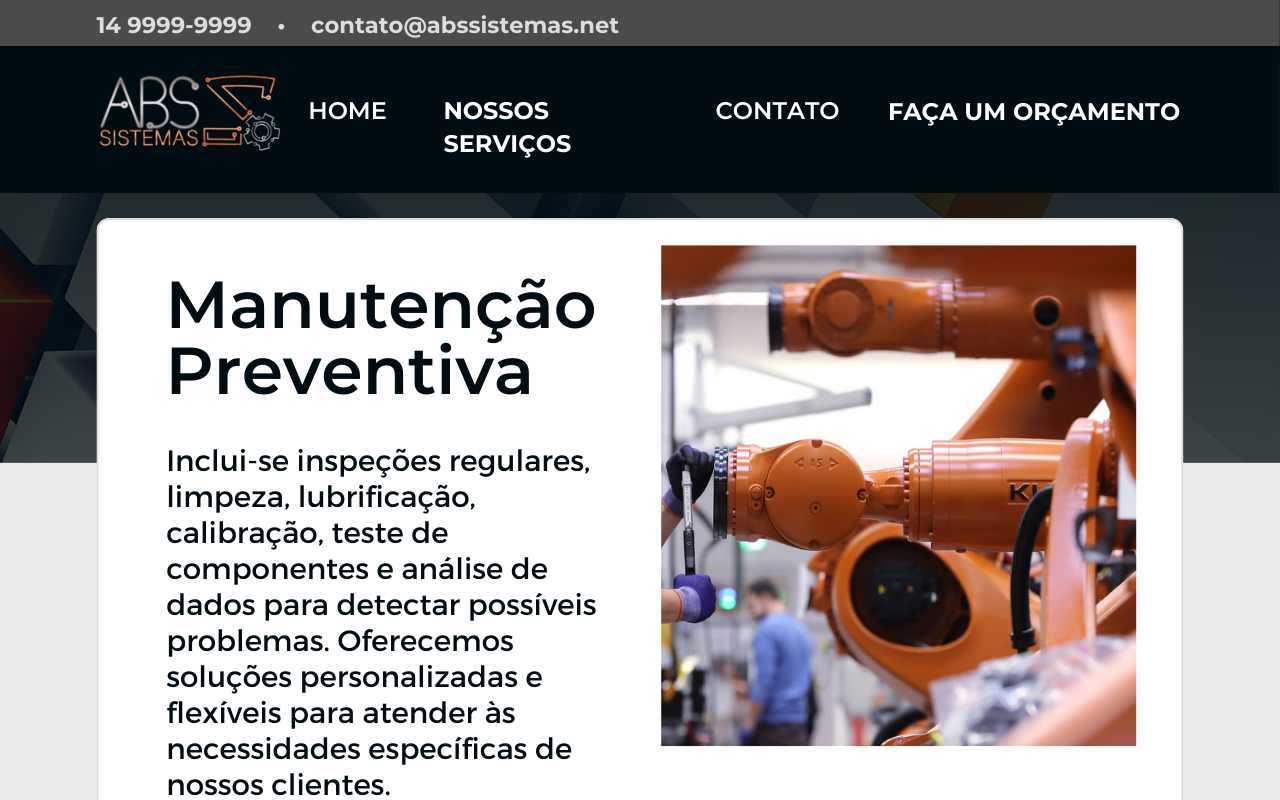 14 9999-9999 • contato@abssistemas.net
ABS
SISTEMAS
HOME
NOSSOS
SERVIÇOS
CONTATO
FAÇA UM ORÇAMENTO
Manutenção
Preventiva
Inclui-se inspeções regulares,
limpeza, lubrificação,
calibração, teste de
componentes e análise de
dados para detectar possíveis
problemas. Oferecemos
soluções personalizadas e
flexíveis para atender às
necessidades específicas de
nossos clientes.
< A5 >